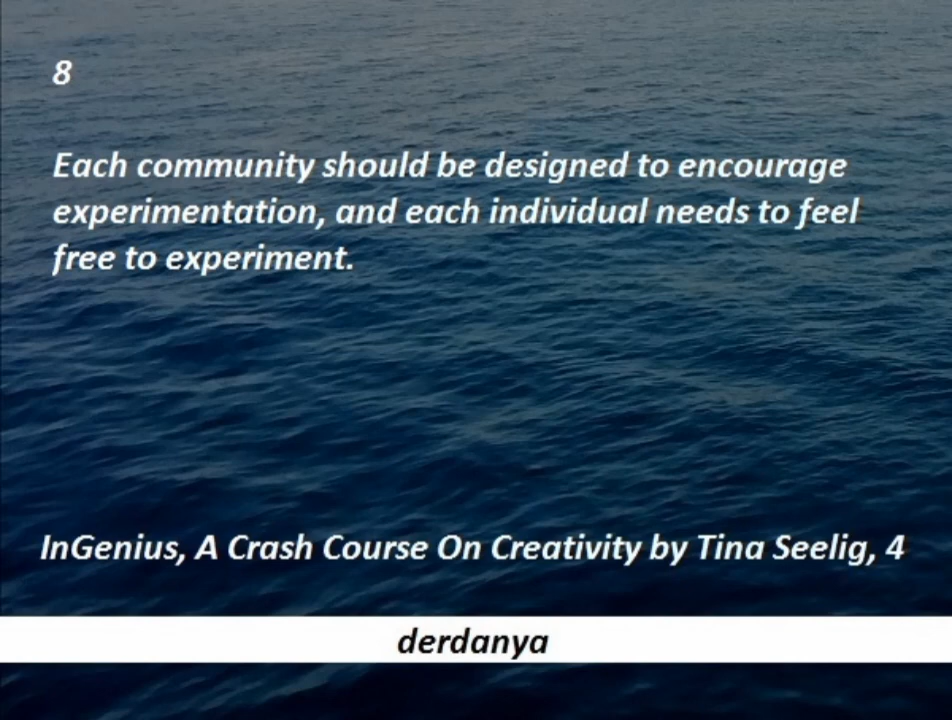 8
Each community should be designed to encourage
experimentation, and each individual needs to feel
free to experiment.
InGenius, A Crash Course On Creativity by Tina Seelig, 4
derdanya